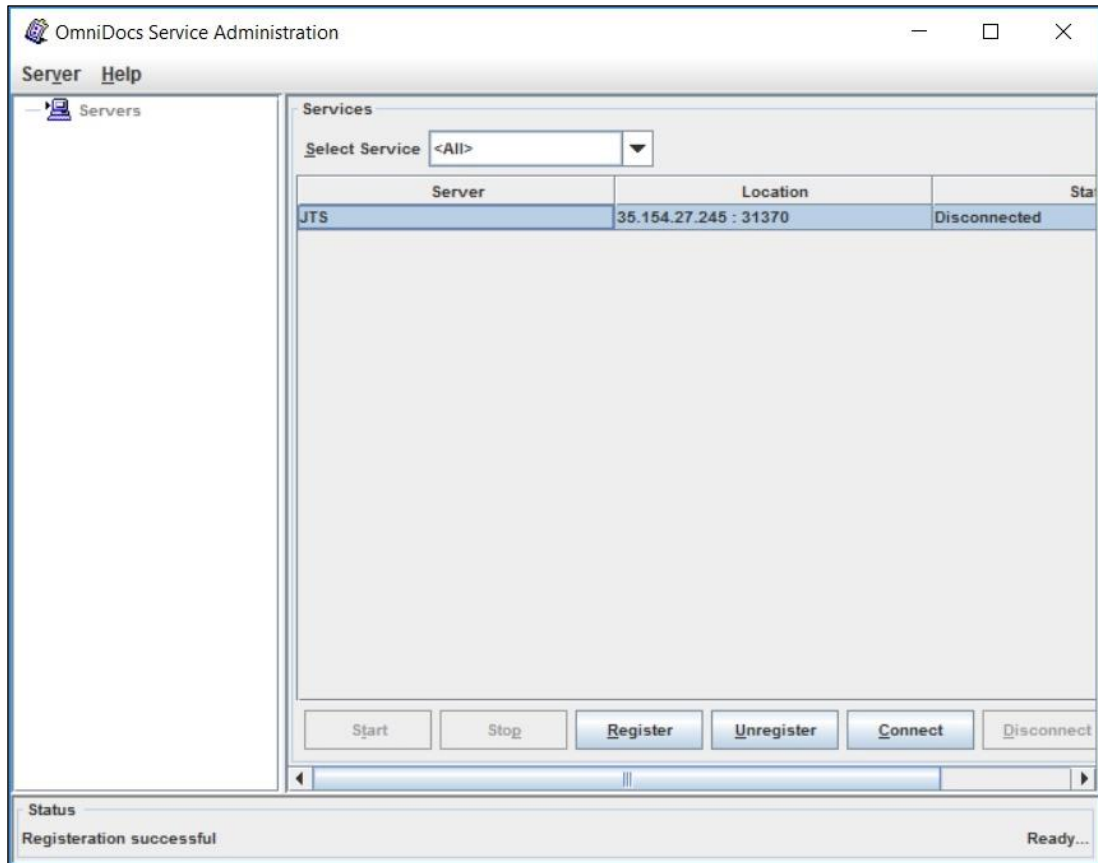 OmniDocs Service Administration
Server Help
Servers
Services
Select Service <All>
Server Location Sta
JTS 35.154.27.245 : 31370 Disconnected
Start Stop Register Unregister Connect Disconnect
Status
Registeration successful Ready...